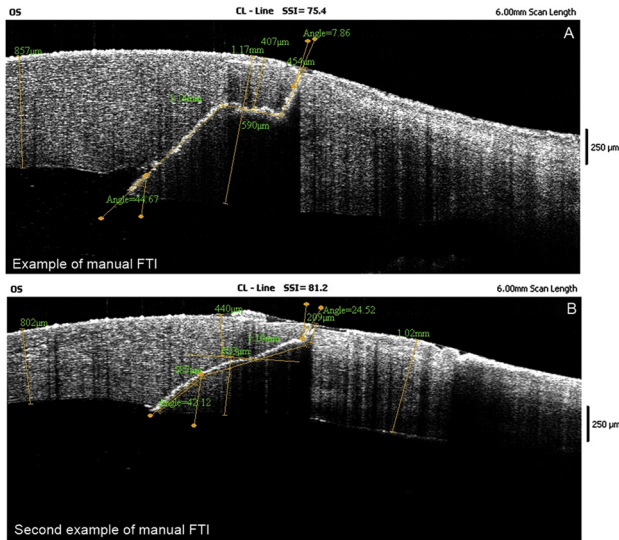 OS CL - Line SSI= 75.4 6.00mm Scan Length
A
407µm Angle=7.86
857µm 1.17mm
454µm
590µm
Angle=44.67
250 µm
Example of manual FTI
OS CL - Line SSI= 81.2 6.00mm Scan Length
B
440µm Angle=24.52
802µm 209µm
1.02mm
Angle=42.12
250 µm
Second example of manual FTI